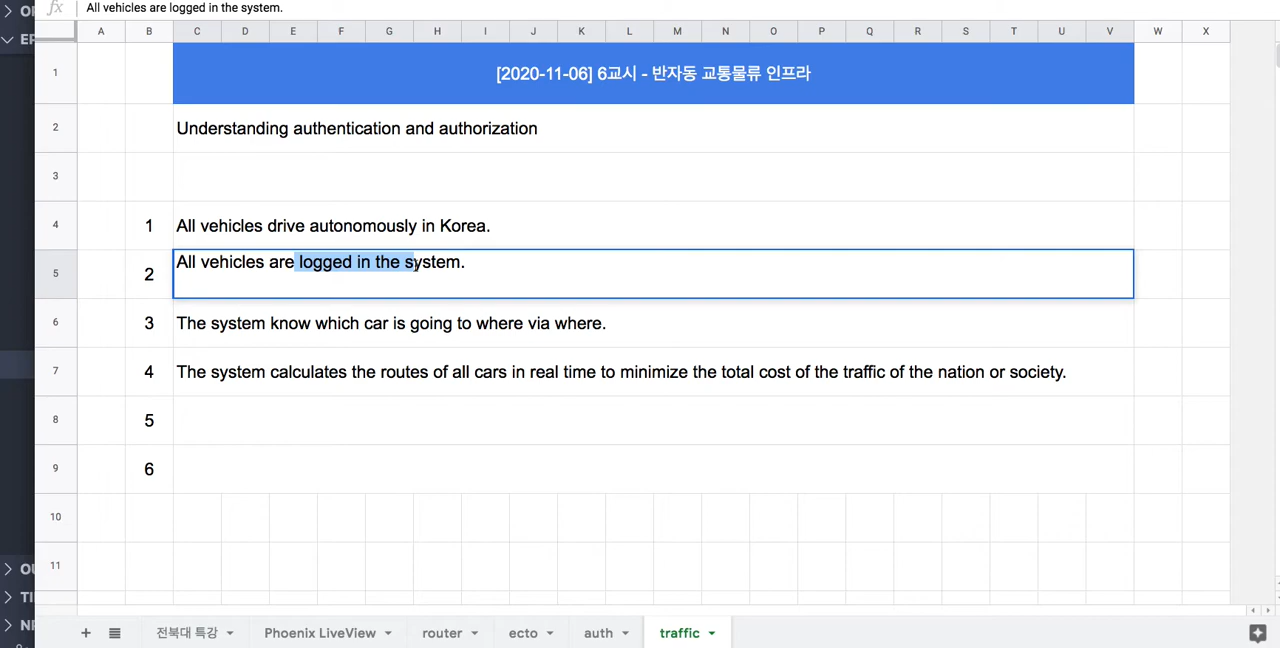 fx All vehicles are logged in the system.
A B C D E F G H I J K L M N O P Q R S T U V W X
1 [2020-11-06] 6교시 - 반자동 교통물류 인프라
2 Understanding authentication and authorization
3
4 1 All vehicles drive autonomously in Korea.
5 2 All vehicles are logged in the system.
6 3 The system know which car is going to where via where.
7 4 The system calculates the routes of all cars in real time to minimize the total cost of the traffic of the nation or society.
8 5
9 6
10
11
전북대 특강 Phoenix LiveView router ecto auth traffic